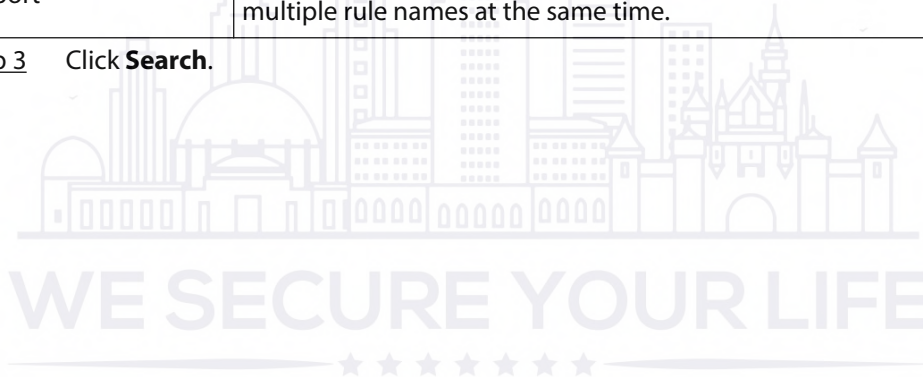 multiple rule names at the same time.
Click Search.
WE SECURE YOUR LIFE